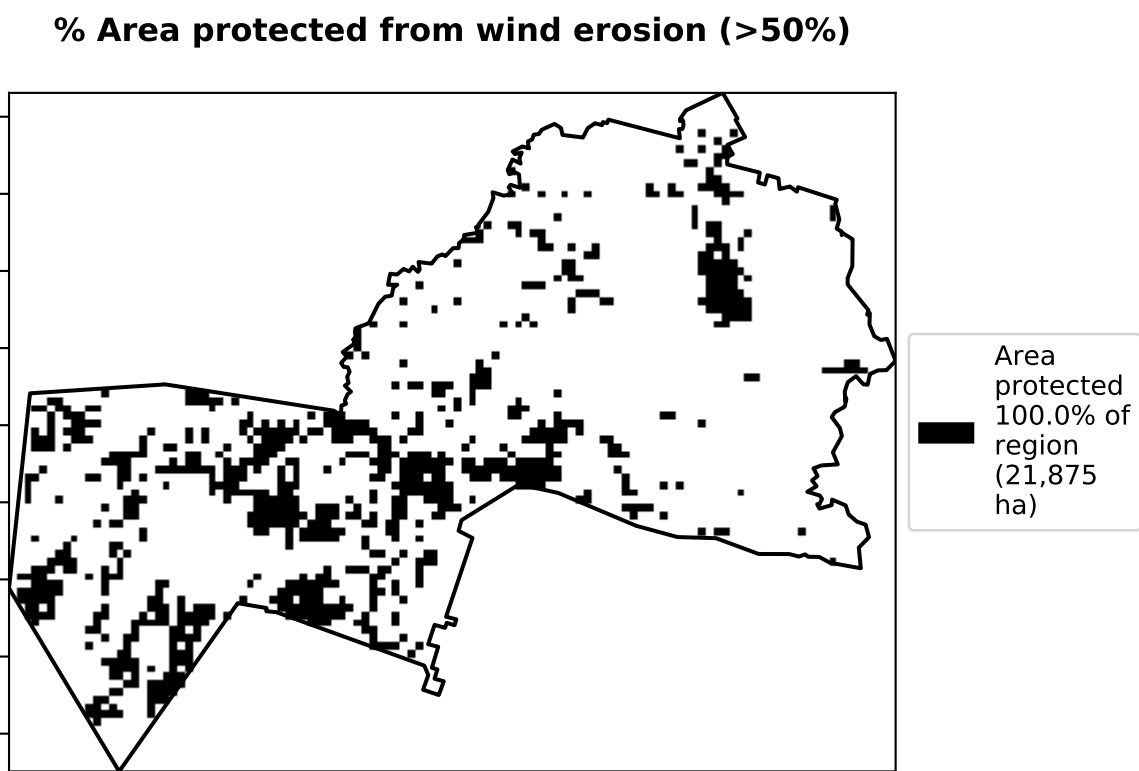 % Area protected from wind erosion (>50%)
Area
protected
100.0% of
region
(21,875
ha)